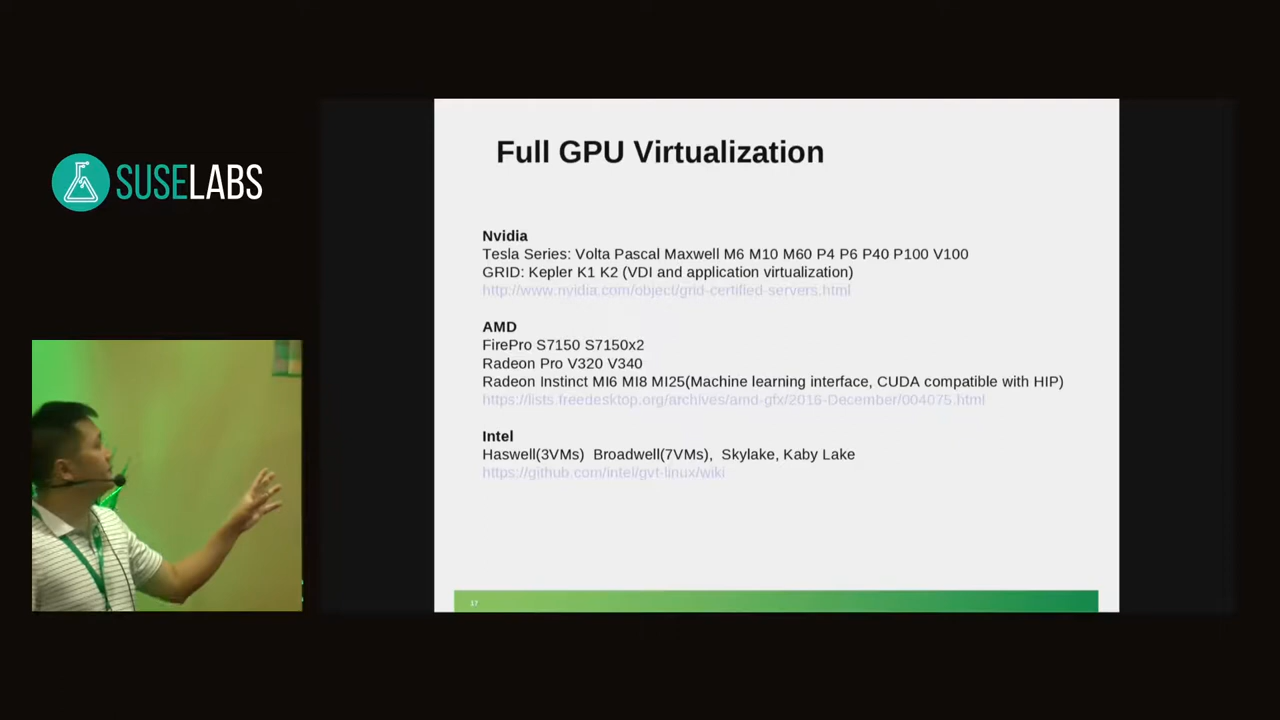 SUSELABS
Full GPU Virtualization
Nvidia
Tesla Series: Volta Pascal Maxwell M6 M10 M60 P4 P6 P40 P100 V100
GRID: Kepler K1 K2 (VDI and application virtualization)
http://www.nvidia.com/object/grid-certified-servers.html
AMD
FirePro S7150 S7150x2
Radeon Pro V320 V340
Radeon Instinct MI6 MI8 MI25(Machine learning interface, CUDA compatible with HIP)
https://lists.freedesktop.org/archives/amd-gfx/2016-December/004075.html
Intel
Haswell(3VMs)  Broadwell(7VMs),  Skylake, Kaby Lake
https://github.com/intel/gvt-linux/wiki
17